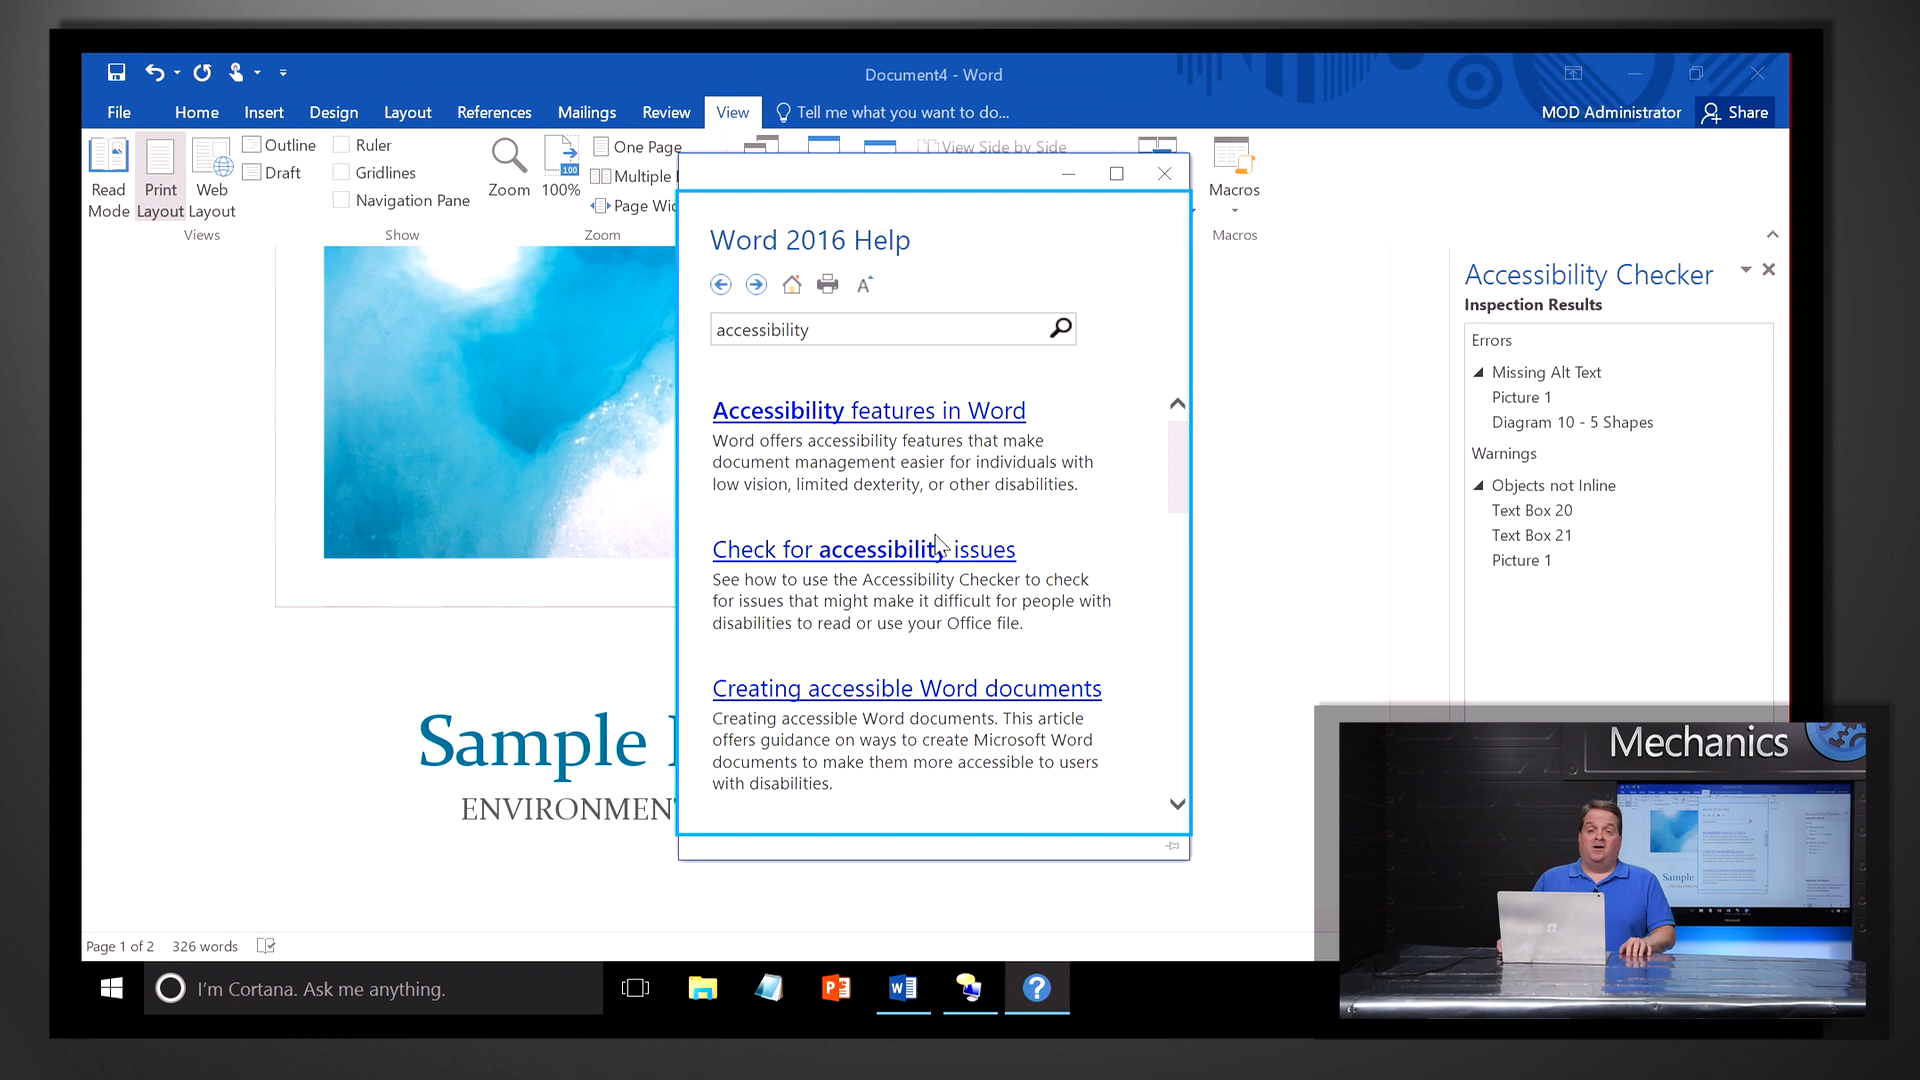 Document4 - Word
File Home Insert Design Layout References Mailings Review View Tell me what you want to do... MOD Administrator Share
Read Mode
Print Layout
Web Layout
Outline
Draft
Views
Ruler
Gridlines
Navigation Pane
Show
Zoom
100
100%
One Page
Multiple
Page
Zoom
View Side by Side
Macros
Macros
Word 2016 Help
accessibility
Accessibility features in Word
Word offers accessibility features that make
document management easier for individuals with
low vision, limited dexterity, or other disabilities.
Check for accessibility issues
See how to use the Accessibility Checker to check
for issues that might make it difficult for people with
disabilities to read or use your Office file.
Creating accessible Word documents
Creating accessible Word documents. This article
offers guidance on ways to create Microsoft Word
documents to make them more accessible to users
with disabilities.
Accessibility Checker
Inspection Results
Errors
Missing Alt Text
Picture 1
Diagram 10 - 5 Shapes
Warnings
Objects not Inline
Text Box 20
Text Box 21
Picture 1
Sample
ENVIRONMENT
Mechanics
Sample
Page 1 of 2 326 words
I'm Cortana. Ask me anything.